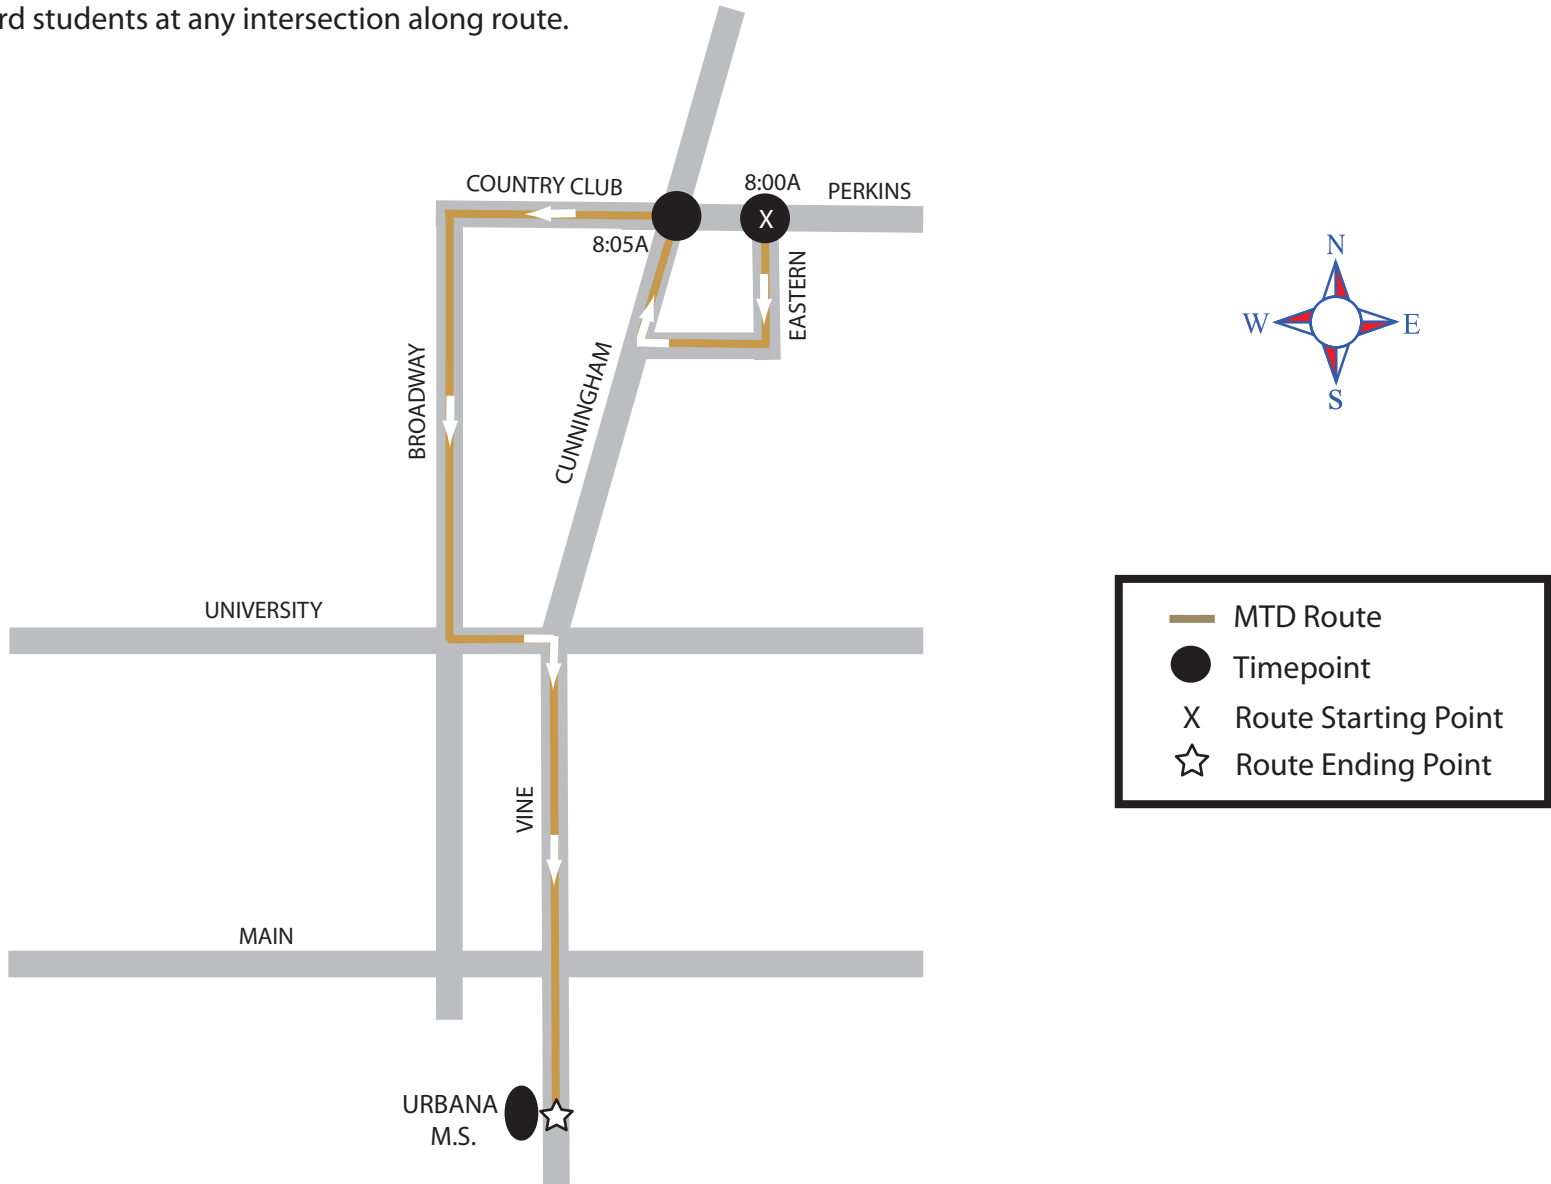 rd students at any intersection along route.
COUNTRY CLUB
8:00A
PERKINS
8:05A
X
EASTERN
N
W
E
S
BROADWAY
CUNNINGHAM
UNIVERSITY
MTD Route
Timepoint
X Route Starting Point
Route Ending Point
VINE
MAIN
URBANA
M.S.